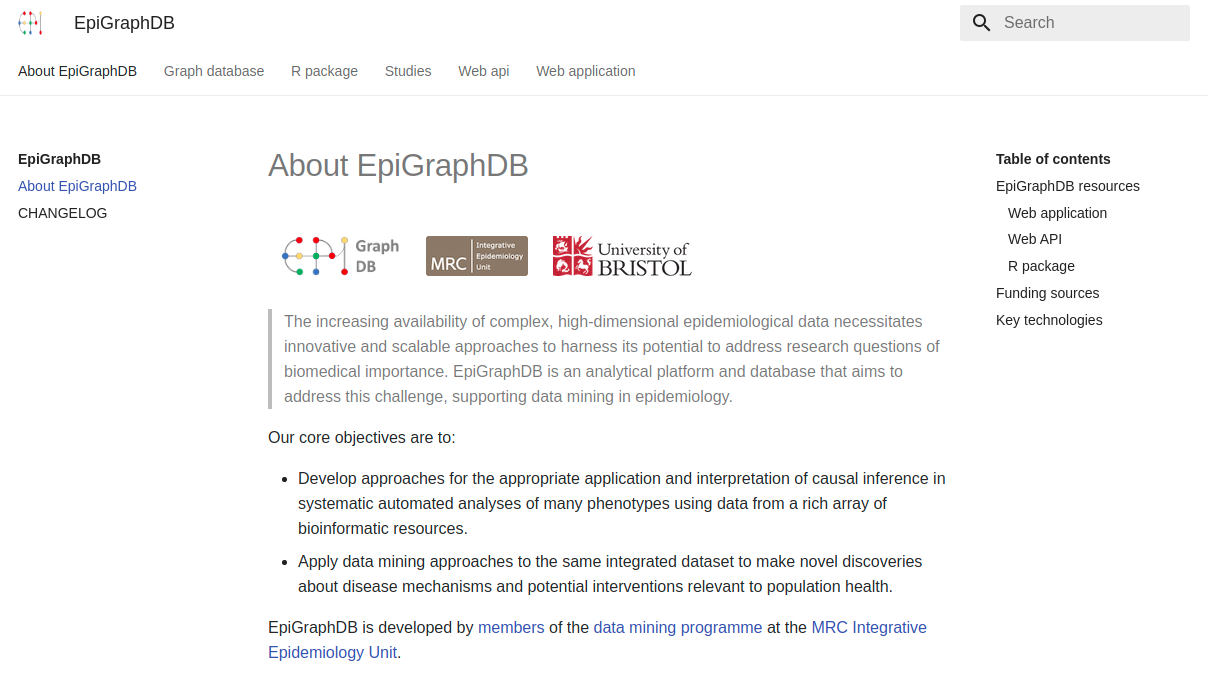 EpiGraphDB
Search
About EpiGraphDB Graph database R package Studies Web api Web application
EpiGraphDB
About EpiGraphDB
CHANGELOG
About EpiGraphDB
Graph
DB
MRC
Integrative
Epidemiology
Unit
University of
BRISTOL
The increasing availability of complex, high-dimensional epidemiological data necessitates
innovative and scalable approaches to harness its potential to address research questions of
biomedical importance. EpiGraphDB is an analytical platform and database that aims to
address this challenge, supporting data mining in epidemiology.
Our core objectives are to:
Develop approaches for the appropriate application and interpretation of causal inference in
systematic automated analyses of many phenotypes using data from a rich array of
bioinformatic resources.
Apply data mining approaches to the same integrated dataset to make novel discoveries
about disease mechanisms and potential interventions relevant to population health.
EpiGraphDB is developed by members of the data mining programme at the MRC Integrative
Epidemiology Unit.
Table of contents
EpiGraphDB resources
Web application
Web API
R package
Funding sources
Key technologies